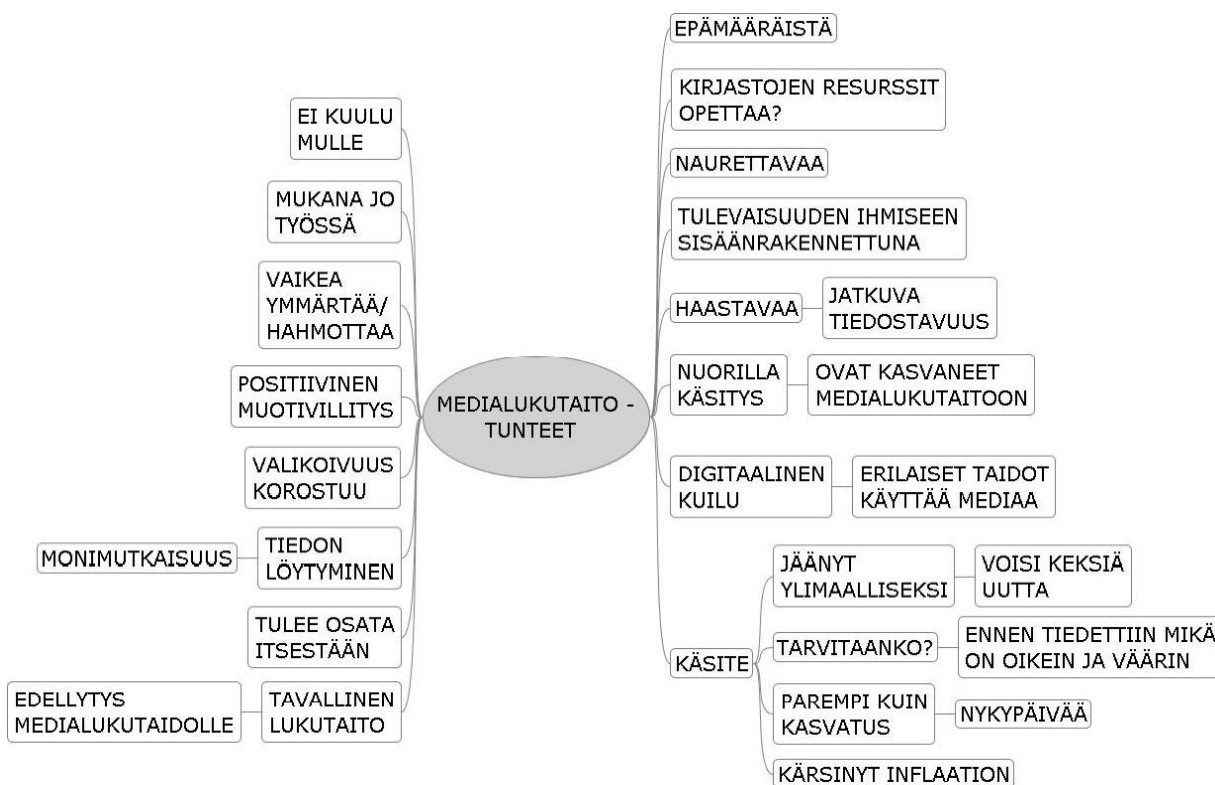 EI KUULU
MULLE
MUKANA JO
TYÖSSÄ
VAIKEA
YMMÄRTÄÄ/
HAHMOTTAA
POSITIIVINEN
MUOTIVILLITYS
VALIKOIVUUS
KOROSTUU
MONIMUTKAISUUS
TIEDON
LÖYTYMINEN
TULEE OSATA
ITSESTÄÄN
EDELLYTYS
MEDIALUKUTAIDOLLE
TAVALLINEN
LUKUTAITO
MEDIALUKUTAITO -
TUNTEET
EPÄMÄÄRÄISTÄ
KIRJASTOJEN RESURSSIT
OPETTAA?
NAURETTAVAA
TULEVAISUUDEN IHMISEEN
SISÄÄNRAKENNETTUNA
HAASTAVAA
JATKUVA
TIEDOSTAVUUS
NUORILLA
KÄSITYS
OVAT KASVANEET
MEDIALUKUTAITOON
DIGITAALINEN
KUILU
ERILAISET TAIDOT
KÄYTTÄÄ MEDIAA
KÄSITE
JÄÄNYT
YLIMAALLISEKSI
VOISI KEKSIÄ
UUTTA
TARVITAANKO?
ENNEN TIEDETTIIN MIKÄ
ON OIKEIN JA VÄÄRIN
PAREMPI KUIN
KASVATUS
NYKYPÄIVÄÄ
KÄRSINYT INFLAATION